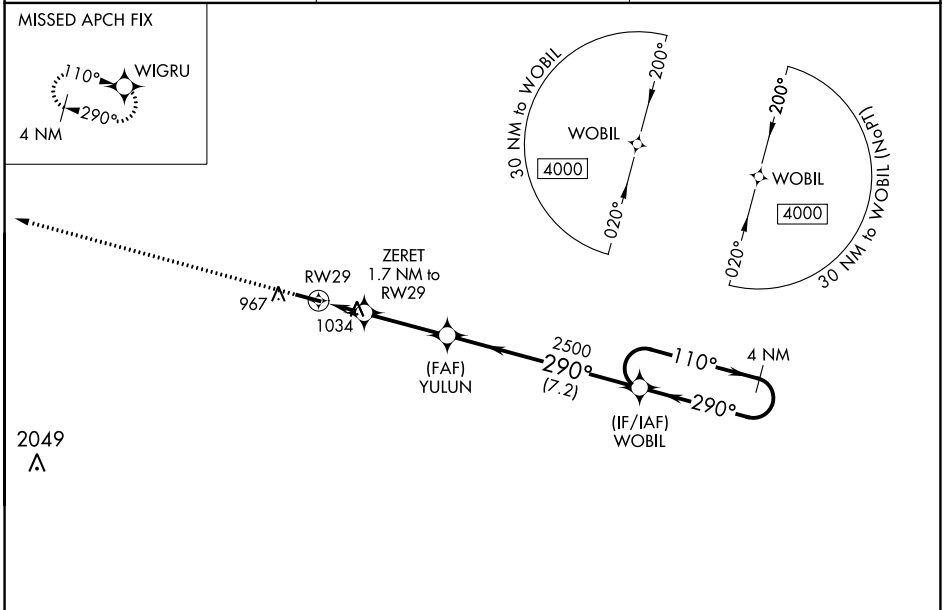 MISSED APCH FIX
110°
WIGRU
290°
4 NM
30 NM to WOBIL
200°
WOBIL
4000
020°
200°
WOBIL
4000
020°
30 NM to WOBIL (NoPT)
ZERET
1.7 NM to
RW29
RW29
967
1034
(FAF)
YULUN
2500
290°
(7.2)
110°
4 NM
290°
(IF/IAF)
WOBIL
2049